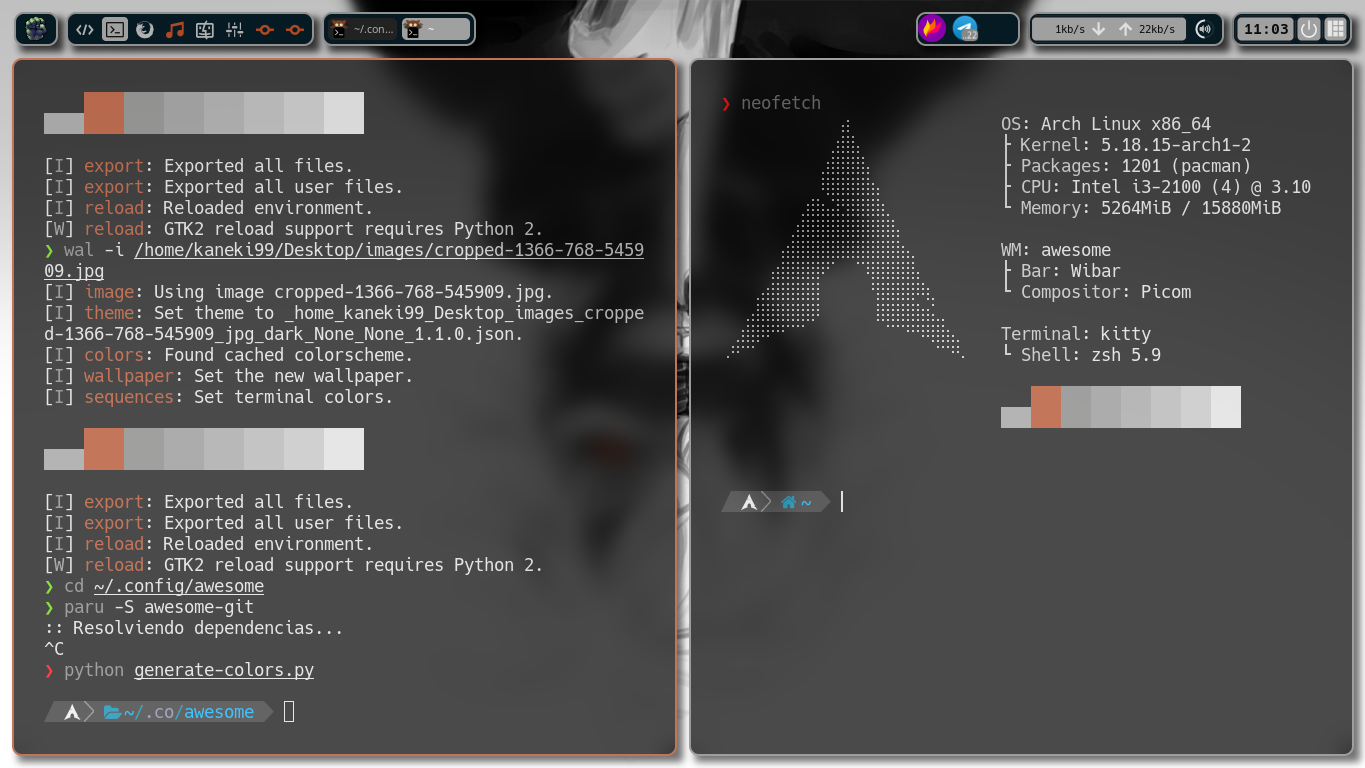 ~/.con...
~
.22
1kb/s
22kb/s
11:03
[I] export: Exported all files.
[I] export: Exported all user files.
[I] reload: Reloaded environment.
[W] reload: GTK2 reload support requires Python 2.
❯ wal -i /home/kaneki99/Desktop/images/cropped-1366-768-5459
09.jpg
[I] image: Using image cropped-1366-768-545909.jpg.
[I] theme: Set theme to _home_kaneki99_Desktop_images_croppe
d-1366-768-545909_jpg_dark_None_None_1.1.0.json.
[I] colors: Found cached colorscheme.
[I] wallpaper: Set the new wallpaper.
[I] sequences: Set terminal colors.
[I] export: Exported all files.
[I] export: Exported all user files.
[I] reload: Reloaded environment.
[W] reload: GTK2 reload support requires Python 2.
❯ cd ~/.config/awesome
❯ paru -S awesome-git
:: Resolviendo dependencias...
^C
❯ python generate-colors.py
~/.co/awesome
❯ neofetch
OS: Arch Linux x86_64
├ Kernel: 5.18.15-arch1-2
├ Packages: 1201 (pacman)
├ CPU: Intel i3-2100 (4) @ 3.10
└ Memory: 5264MiB / 15880MiB
WM: awesome
├ Bar: Wibar
└ Compositor: Picom
Terminal: kitty
└ Shell: zsh 5.9
~